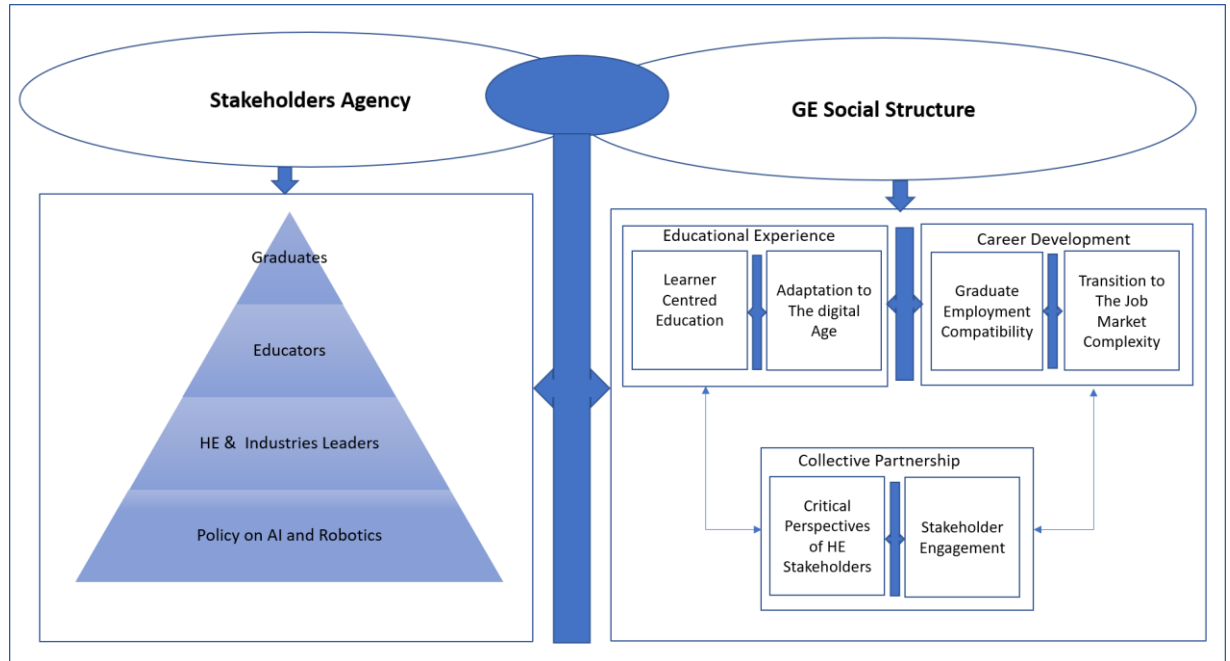 Stakeholders Agency
GE Social Structure
Graduates
Educators
HE & Industries Leaders
Policy on AI and Robotics
Educational Experience
Learner
Centred
Education
Adaptation to
The digital
Age
Career Development
Graduate
Employment
Compatibility
Transition to
The Job
Market
Complexity
Collective Partnership
Critical
Perspectives
of HE
Stakeholders
Stakeholder
Engagement